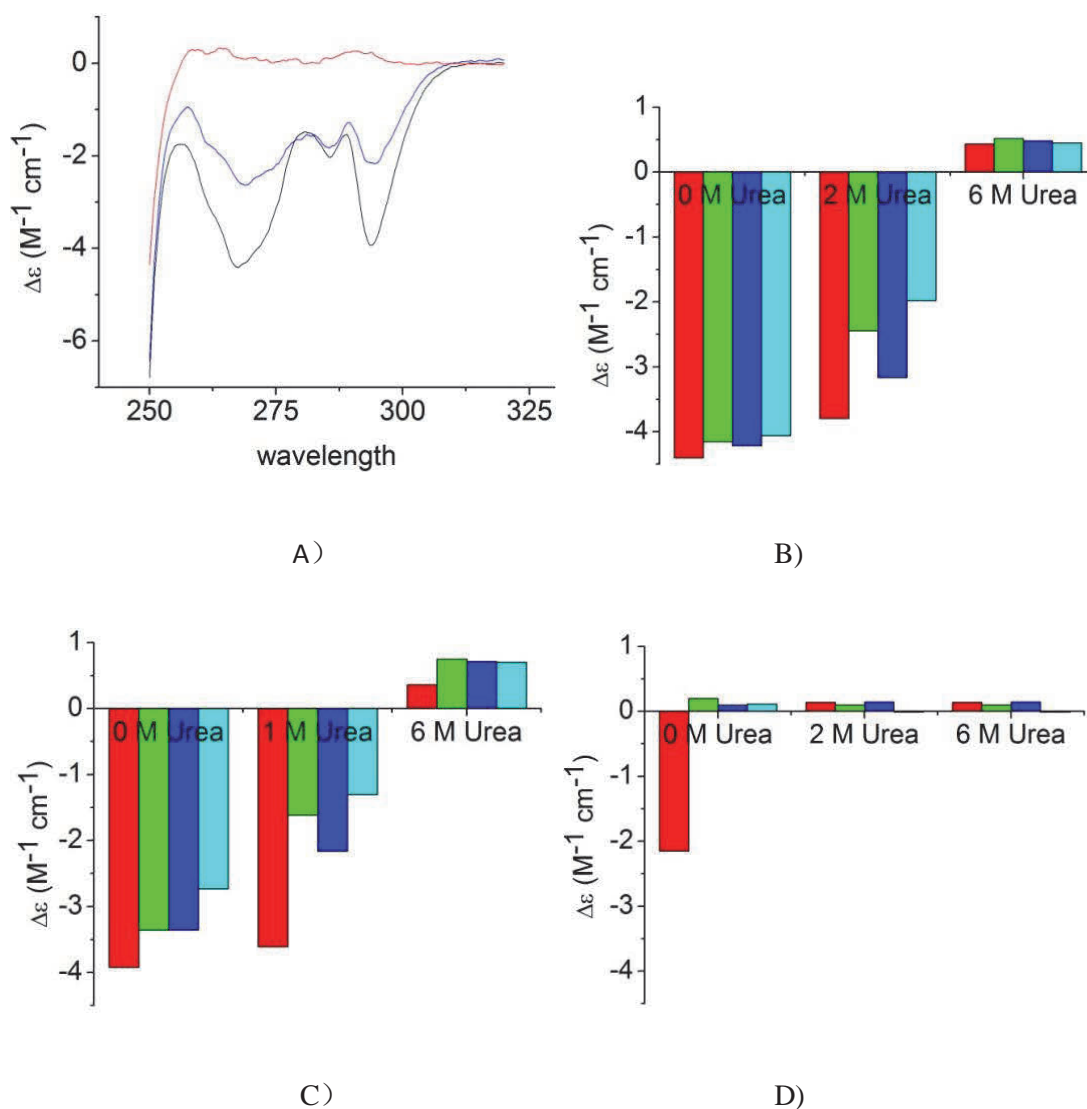 0
-2
-4
-6
Δε (M⁻¹ cm⁻¹)
250
275
300
325
wavelength
A）
1
0
-1
-2
-3
-4
Δε (M⁻¹ cm⁻¹)
0 M Urea
2 M Urea
6 M Urea
B)
1
0
-1
-2
-3
-4
Δε (M⁻¹ cm⁻¹)
0 M Urea
1 M Urea
6 M Urea
C）
1
0
-1
-2
-3
-4
Δε (M⁻¹ cm⁻¹)
0 M Urea
2 M Urea
6 M Urea
D)